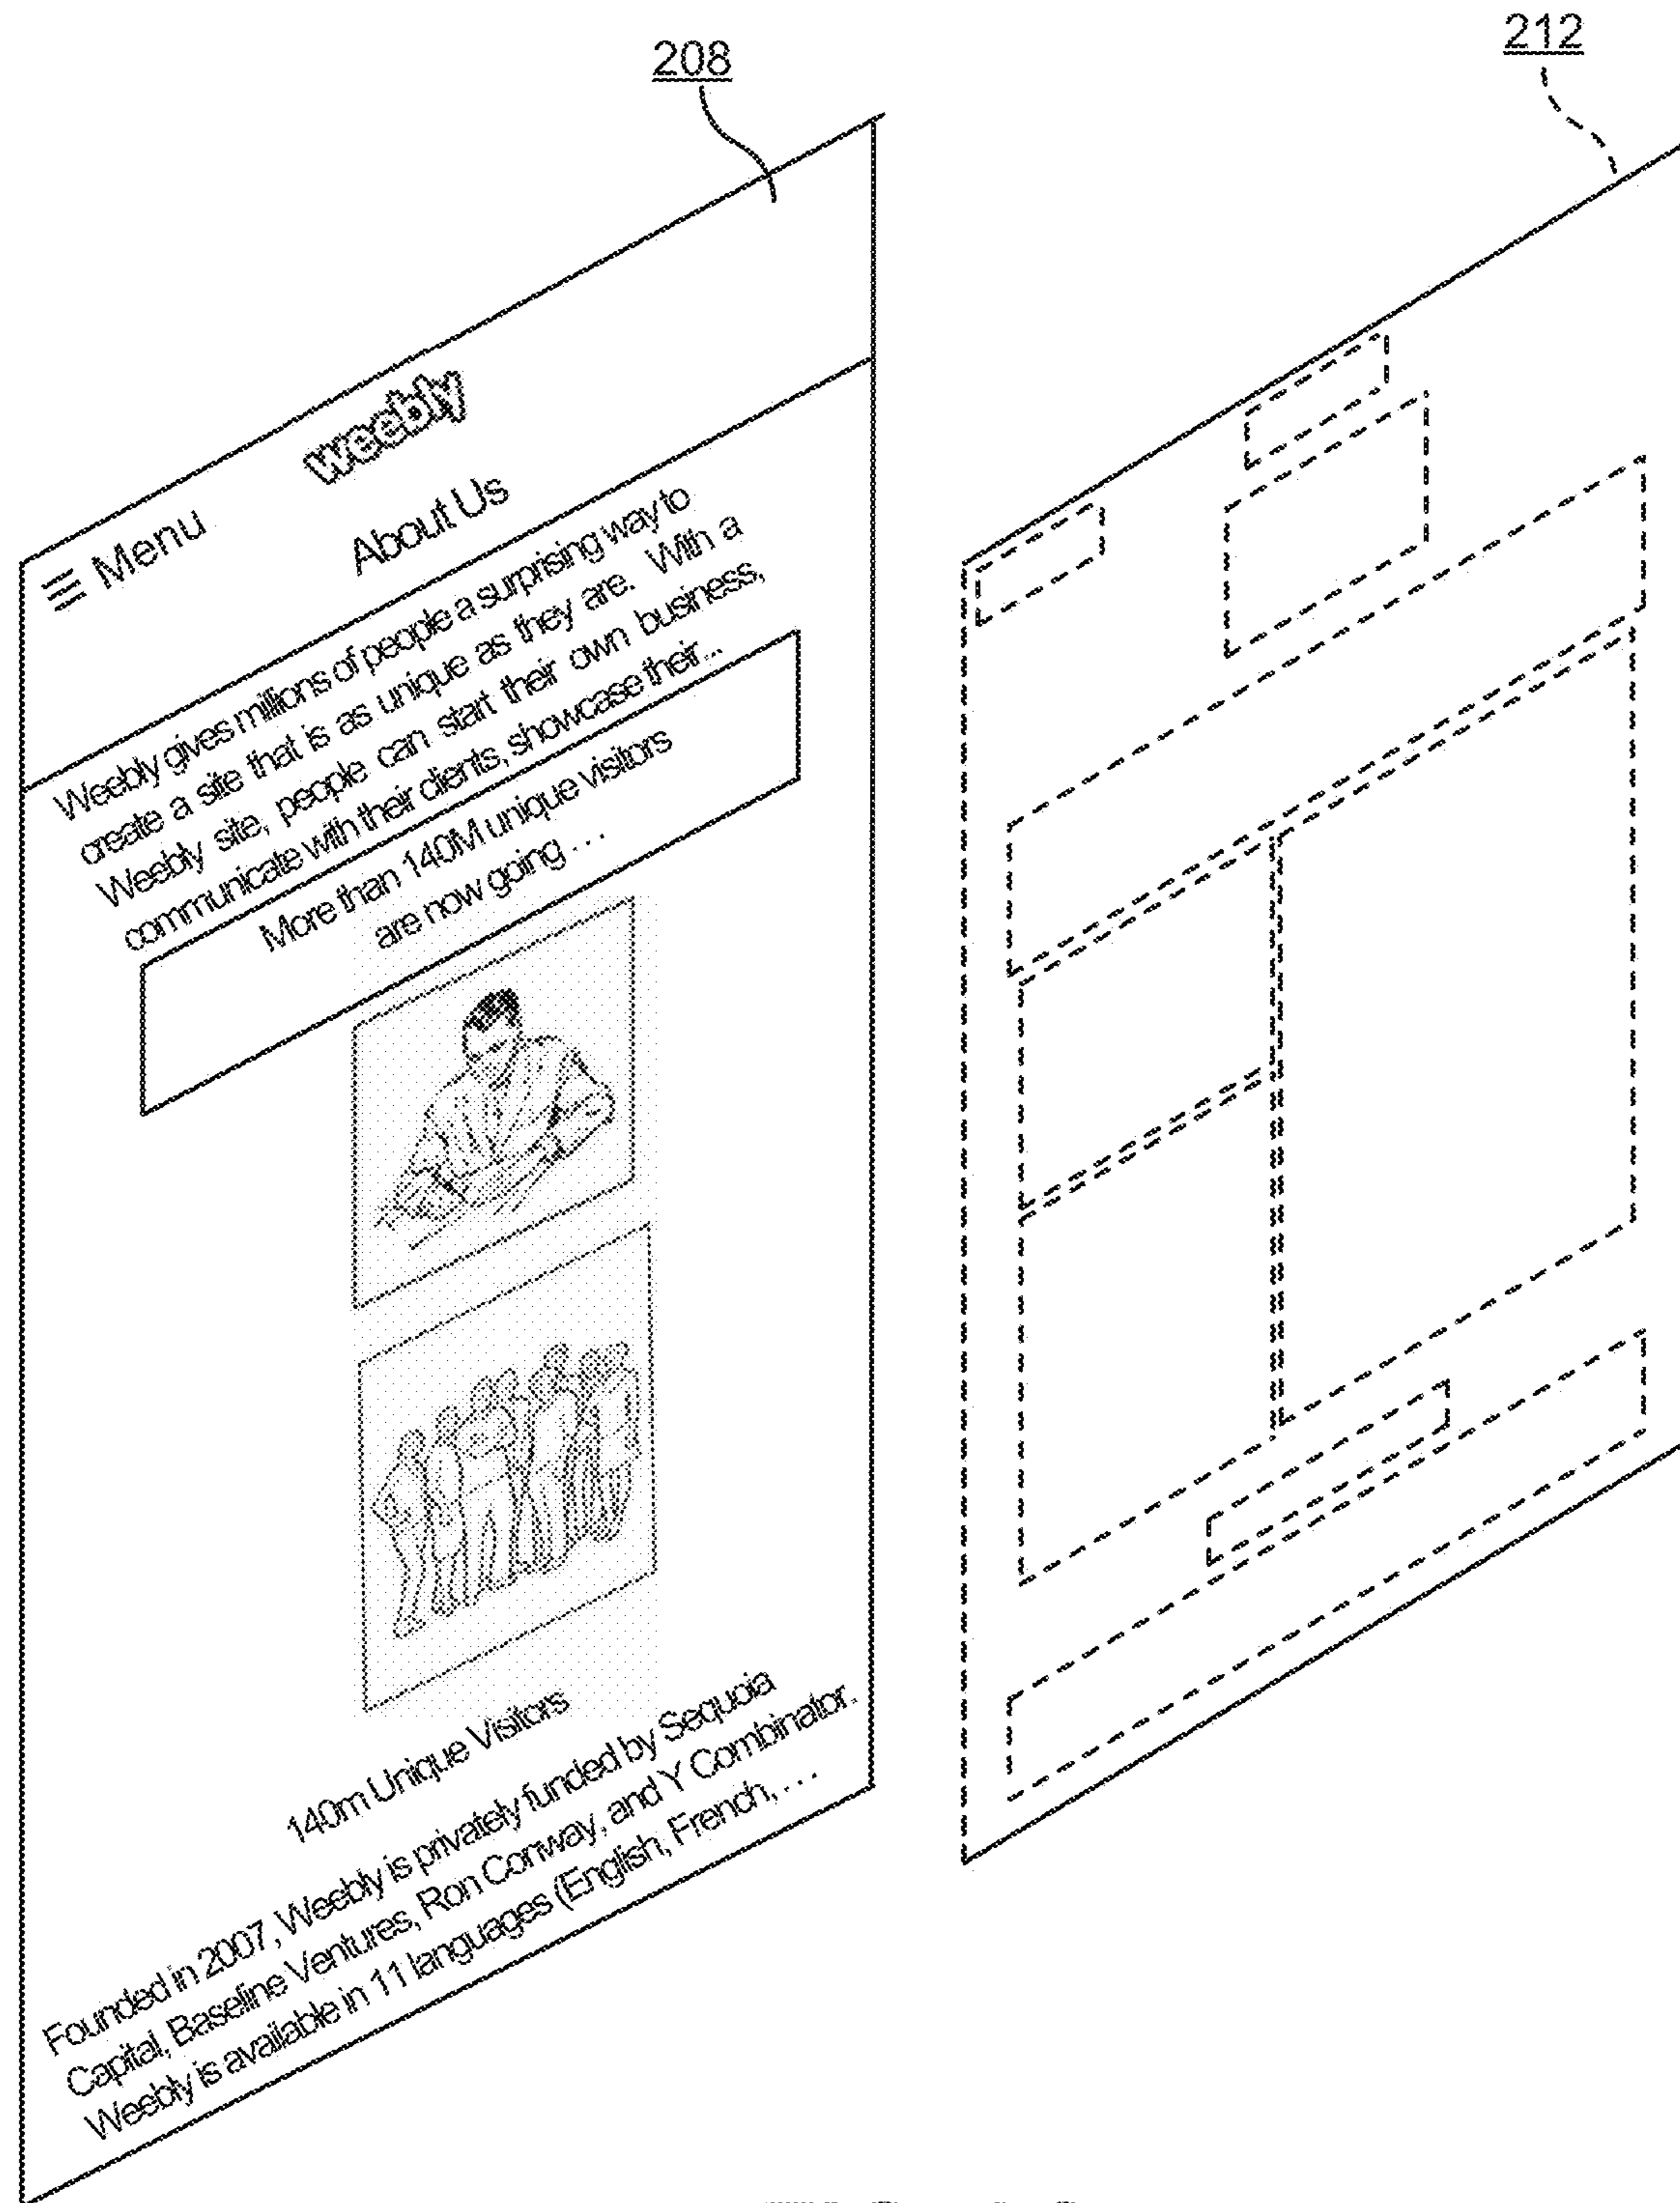 208
212
weebly
☰ Menu
About Us
Weebly gives millions of people a surprising way to
create a site that is as unique as they are. With a
Weebly site, people can start their own business,
communicate with their clients, showcase their...
More than 140M unique visitors
are now going . . .
140m Unique Visitors
Founded in 2007, Weebly is privately funded by Sequoia
Capital, Baseline Ventures, Ron Conway, and Y Combinator.
Weebly is available in 11 languages (English, French, . . .